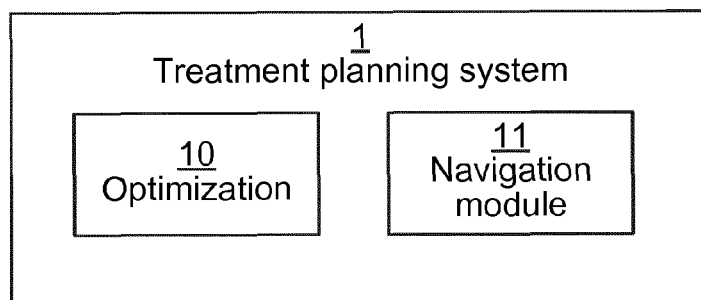 1
Treatment planning system
10
Optimization
11
Navigation
module